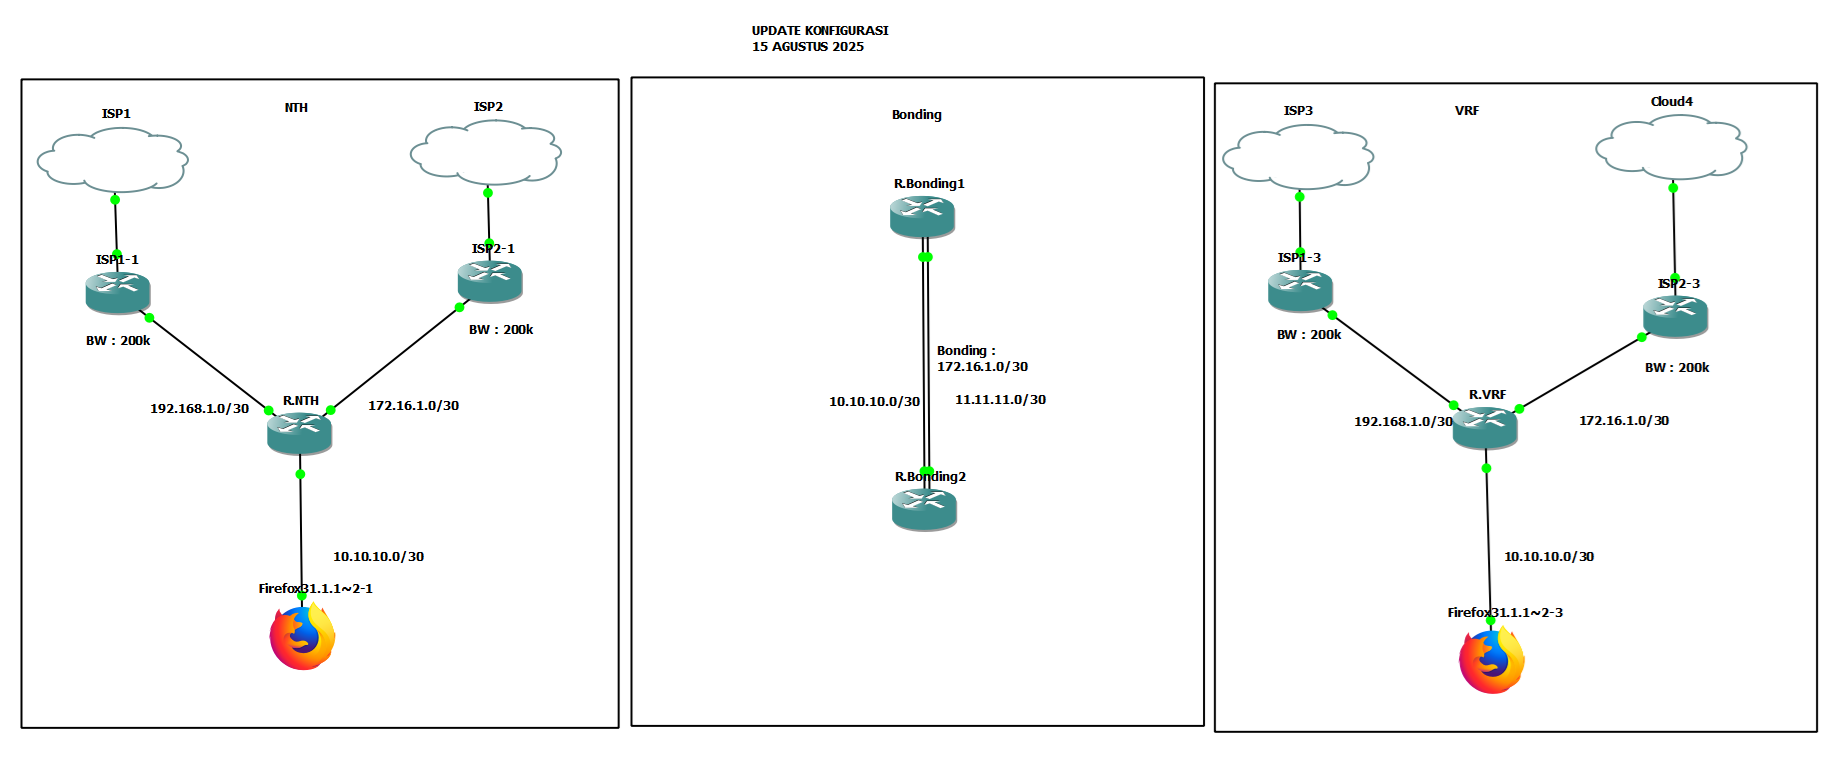 UPDATE KONFIGURASI
15 AGUSTUS 2025
ISP1
NTH
ISP2
ISP1-1
ISP2-1
BW : 200k
BW : 200k
192.168.1.0/30
R.NTH
172.16.1.0/30
10.10.10.0/30
Firefox31.1.1~2-1
Bonding
R.Bonding1
Bonding :
172.16.1.0/30
10.10.10.0/30
11.11.11.0/30
R.Bonding2
ISP3
VRF
Cloud4
ISP1-3
ISP2-3
BW : 200k
BW : 200k
R.VRF
192.168.1.0/30
172.16.1.0/30
10.10.10.0/30
Firefox31.1.1~2-3